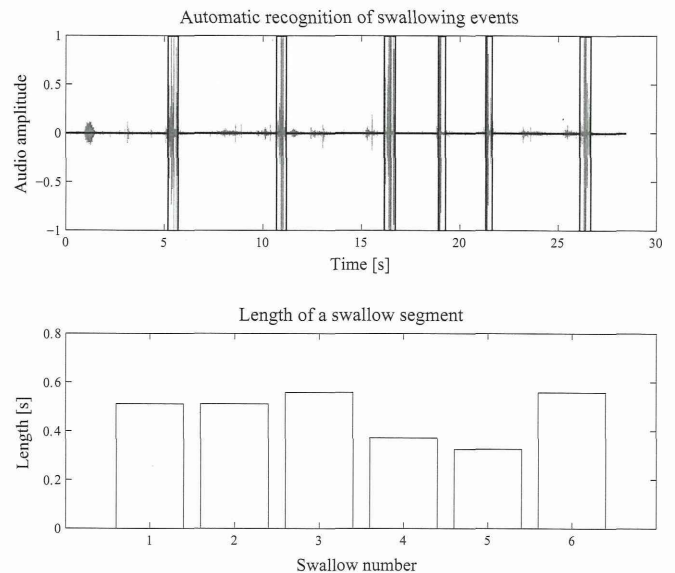 Automatic recognition of swallowing events
1
0.5
0
−0.5
−1
Audio amplitude
0 5 10 15 20 25 30
Time [s]
Length of a swallow segment
0.8
0.6
0.4
0.2
0
Length [s]
1 2 3 4 5 6
Swallow number